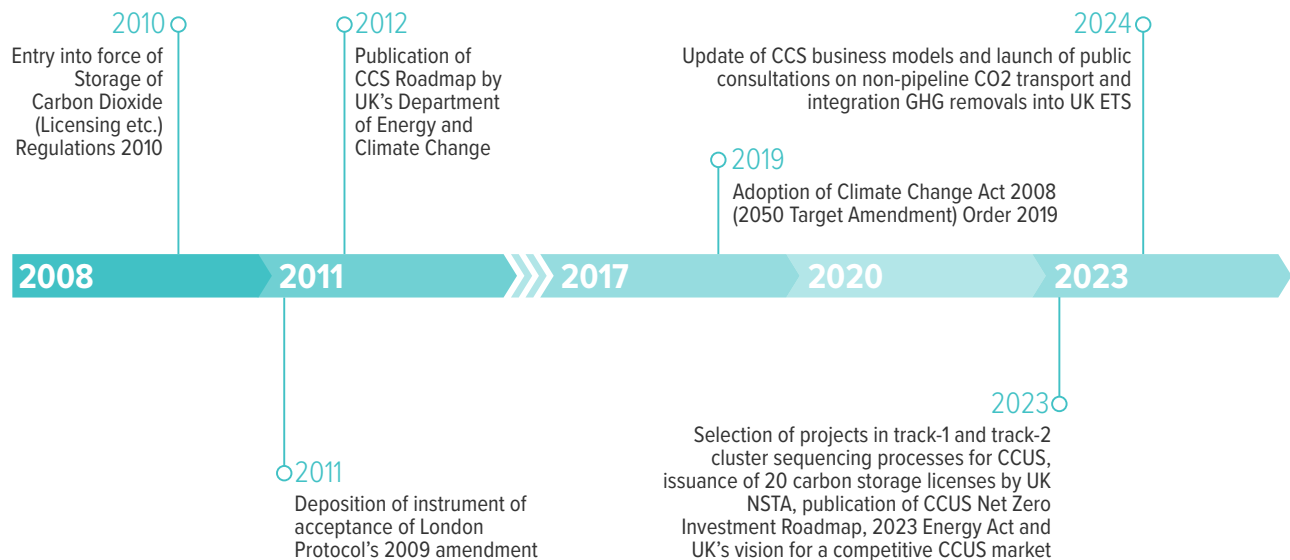 2010
Entry into force of
Storage of
Carbon Dioxide
(Licensing etc.)
Regulations 2010
2012
Publication of
CCS Roadmap by
UK's Department
of Energy and
Climate Change
2024
Update of CCS business models and launch of public
consultations on non-pipeline CO2 transport and
integration GHG removals into UK ETS
2019
Adoption of Climate Change Act 2008
(2050 Target Amendment) Order 2019
2008
2011
2017
2020
2023
2011
Deposition of instrument of
acceptance of London
Protocol's 2009 amendment
2023
Selection of projects in track-1 and track-2
cluster sequencing processes for CCUS,
issuance of 20 carbon storage licenses by UK
NSTA, publication of CCUS Net Zero
Investment Roadmap, 2023 Energy Act and
UK's vision for a competitive CCUS market